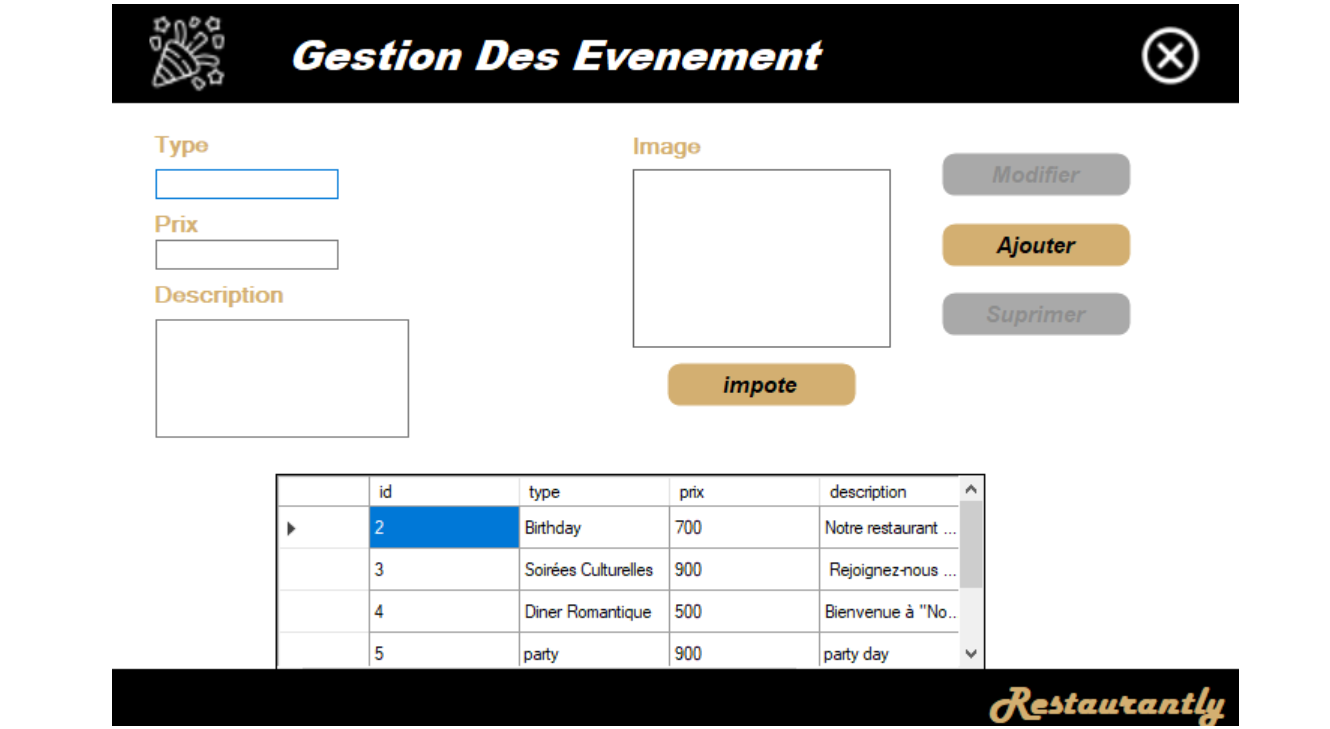 Gestion Des Evenement
Type
Image
Modifier
Prix
Ajouter
Description
Suprimer
impote
id type prix description
2 Birthday 700 Notre restaurant ...
3 Soirées Culturelles 900 Rejoignez-nous ...
4 Diner Romantique 500 Bienvenue à "No...
5 party 900 party day
Restaurantly